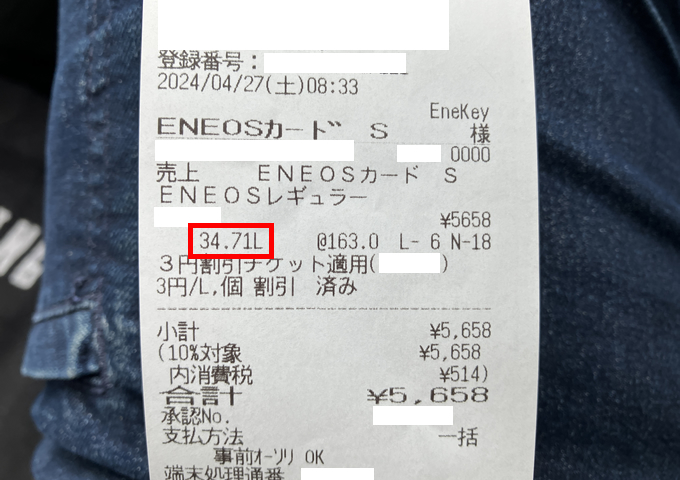 登録番号：
2024/04/27(土)08:33
EneKey
ENEOSカード S 様
0000
売上 ENEOSカード S
ENEOSレギュラー
¥5658
34.71L @163.0 L- 6 N-18
3円割引チケット適用( )
3円/L,個 割引 済み
小計 ¥5,658
(10%対象 ¥5,658
内消費税 ¥514)
合計 ¥5,658
承認No.
支払方法 一括
事前オーソリ OK
端末処理通番